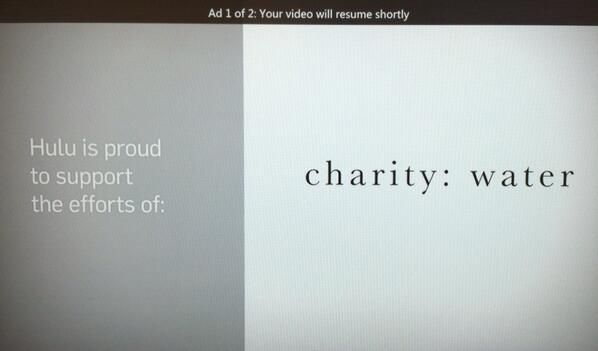 Ad 1 of 2: Your video will resume shortly
Hulu is proud
to support
the efforts of:
charity: water